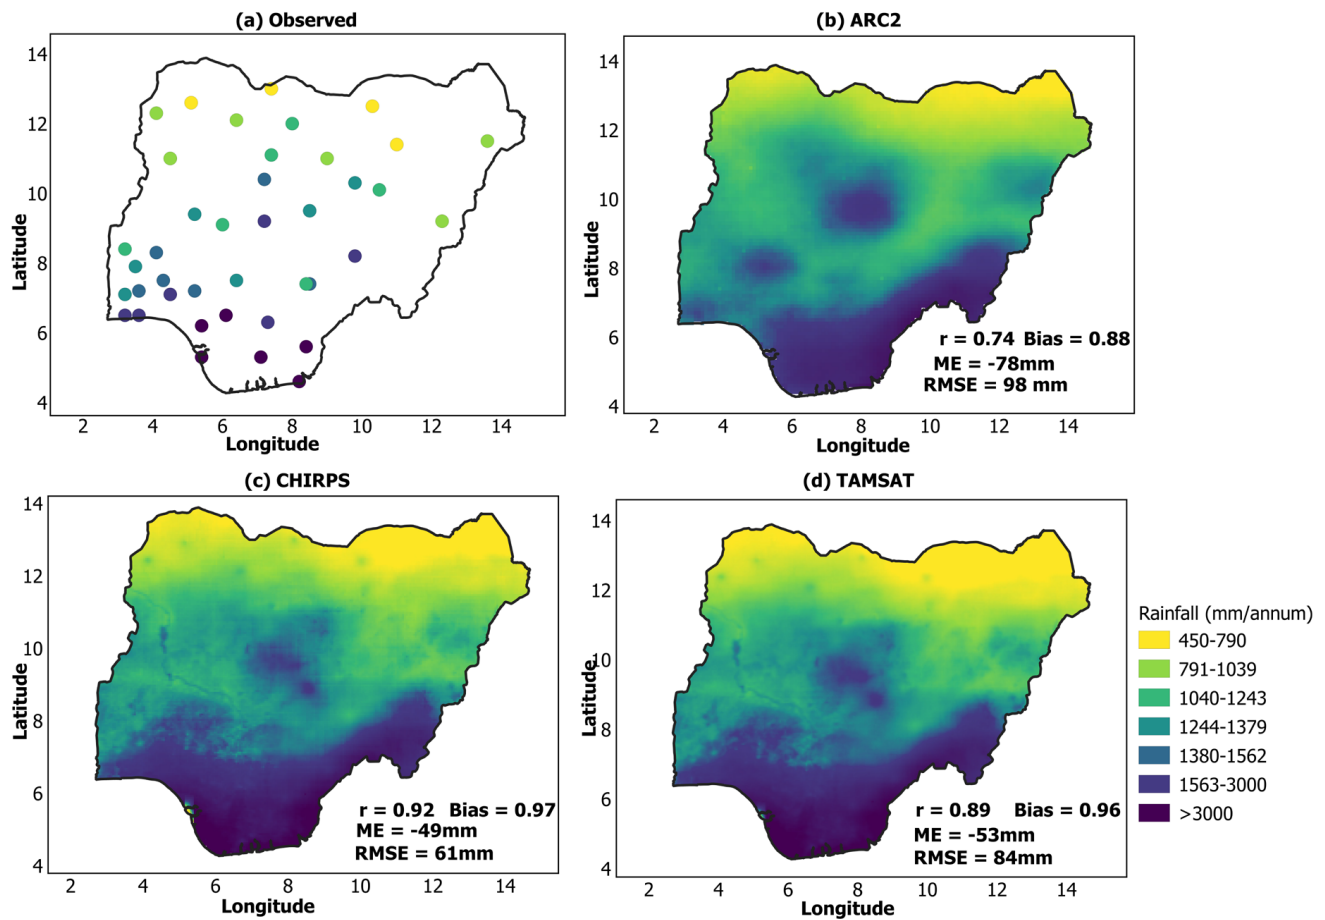 (a) Observed
14
12
10
8
6
4
Latitude
2 4 6 8 10 12 14
Longitude
(b) ARC2
14
12
10
8
6
4
Latitude
r = 0.74 Bias = 0.88
ME = -78mm
RMSE = 98 mm
2 4 6 8 10 12 14
Longitude
(c) CHIRPS
14
12
10
8
6
4
Latitude
r = 0.92 Bias = 0.97
ME = -49mm
RMSE = 61mm
2 4 6 8 10 12 14
Longitude
(d) TAMSAT
14
12
10
8
6
4
Latitude
r = 0.89 Bias = 0.96
ME = -53mm
RMSE = 84mm
2 4 6 8 10 12 14
Longitude
Rainfall (mm/annum)
450-790
791-1039
1040-1243
1244-1379
1380-1562
1563-3000
>3000